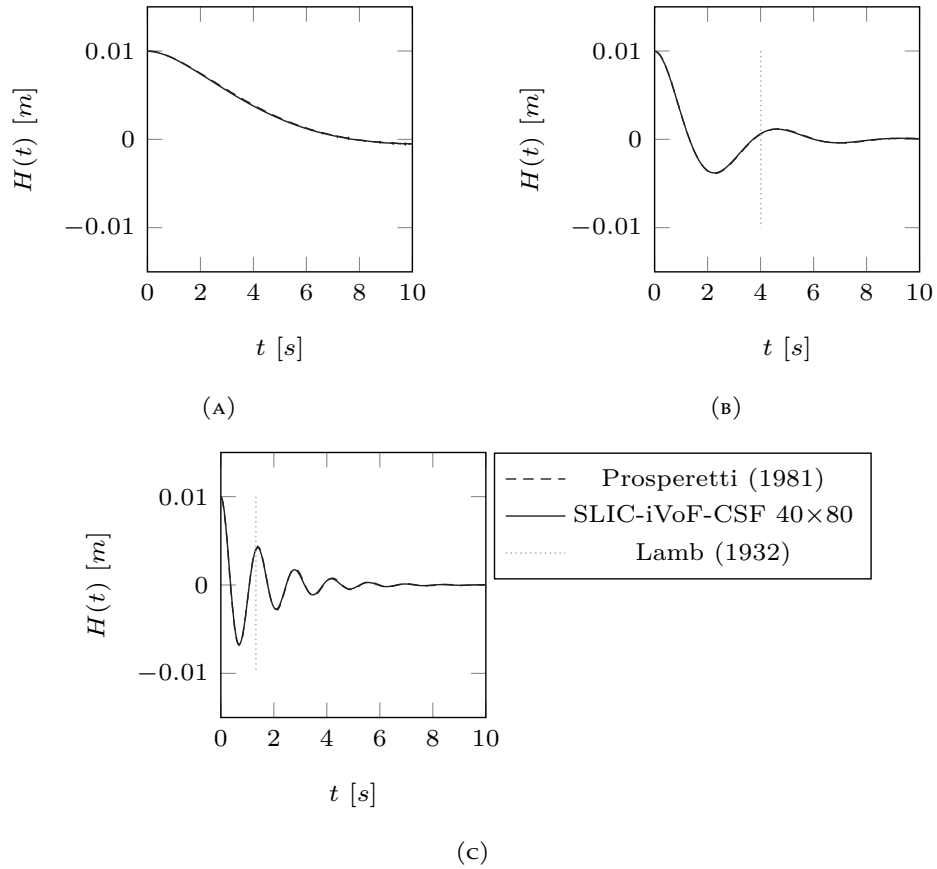 0.01
0
−0.01
H(t) [m]
0 2 4 6 8 10
t [s]
(A)
0.01
0
−0.01
H(t) [m]
0 2 4 6 8 10
t [s]
(B)
0.01
0
−0.01
H(t) [m]
0 2 4 6 8 10
t [s]
(C)
Prosperetti (1981)
SLIC-iVoF-CSF 40×80
Lamb (1932)